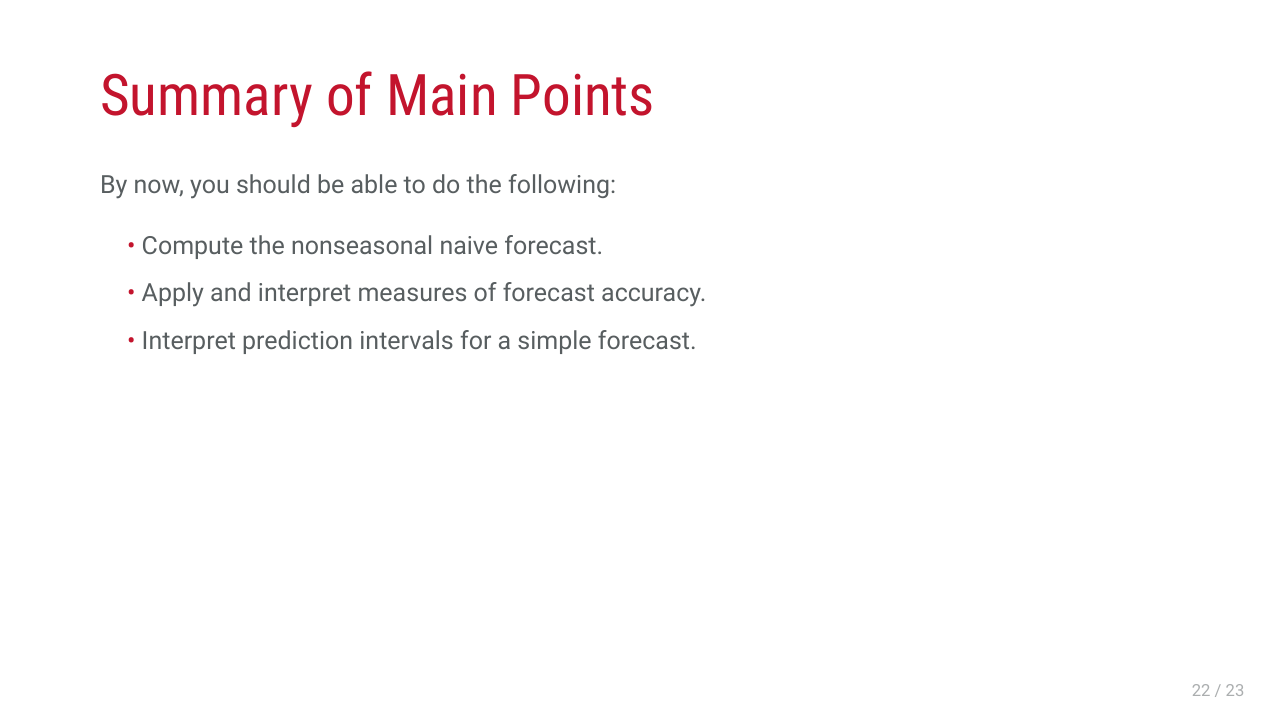 Summary of Main Points
By now, you should be able to do the following:
• Compute the nonseasonal naive forecast.
• Apply and interpret measures of forecast accuracy.
• Interpret prediction intervals for a simple forecast.
22 / 23